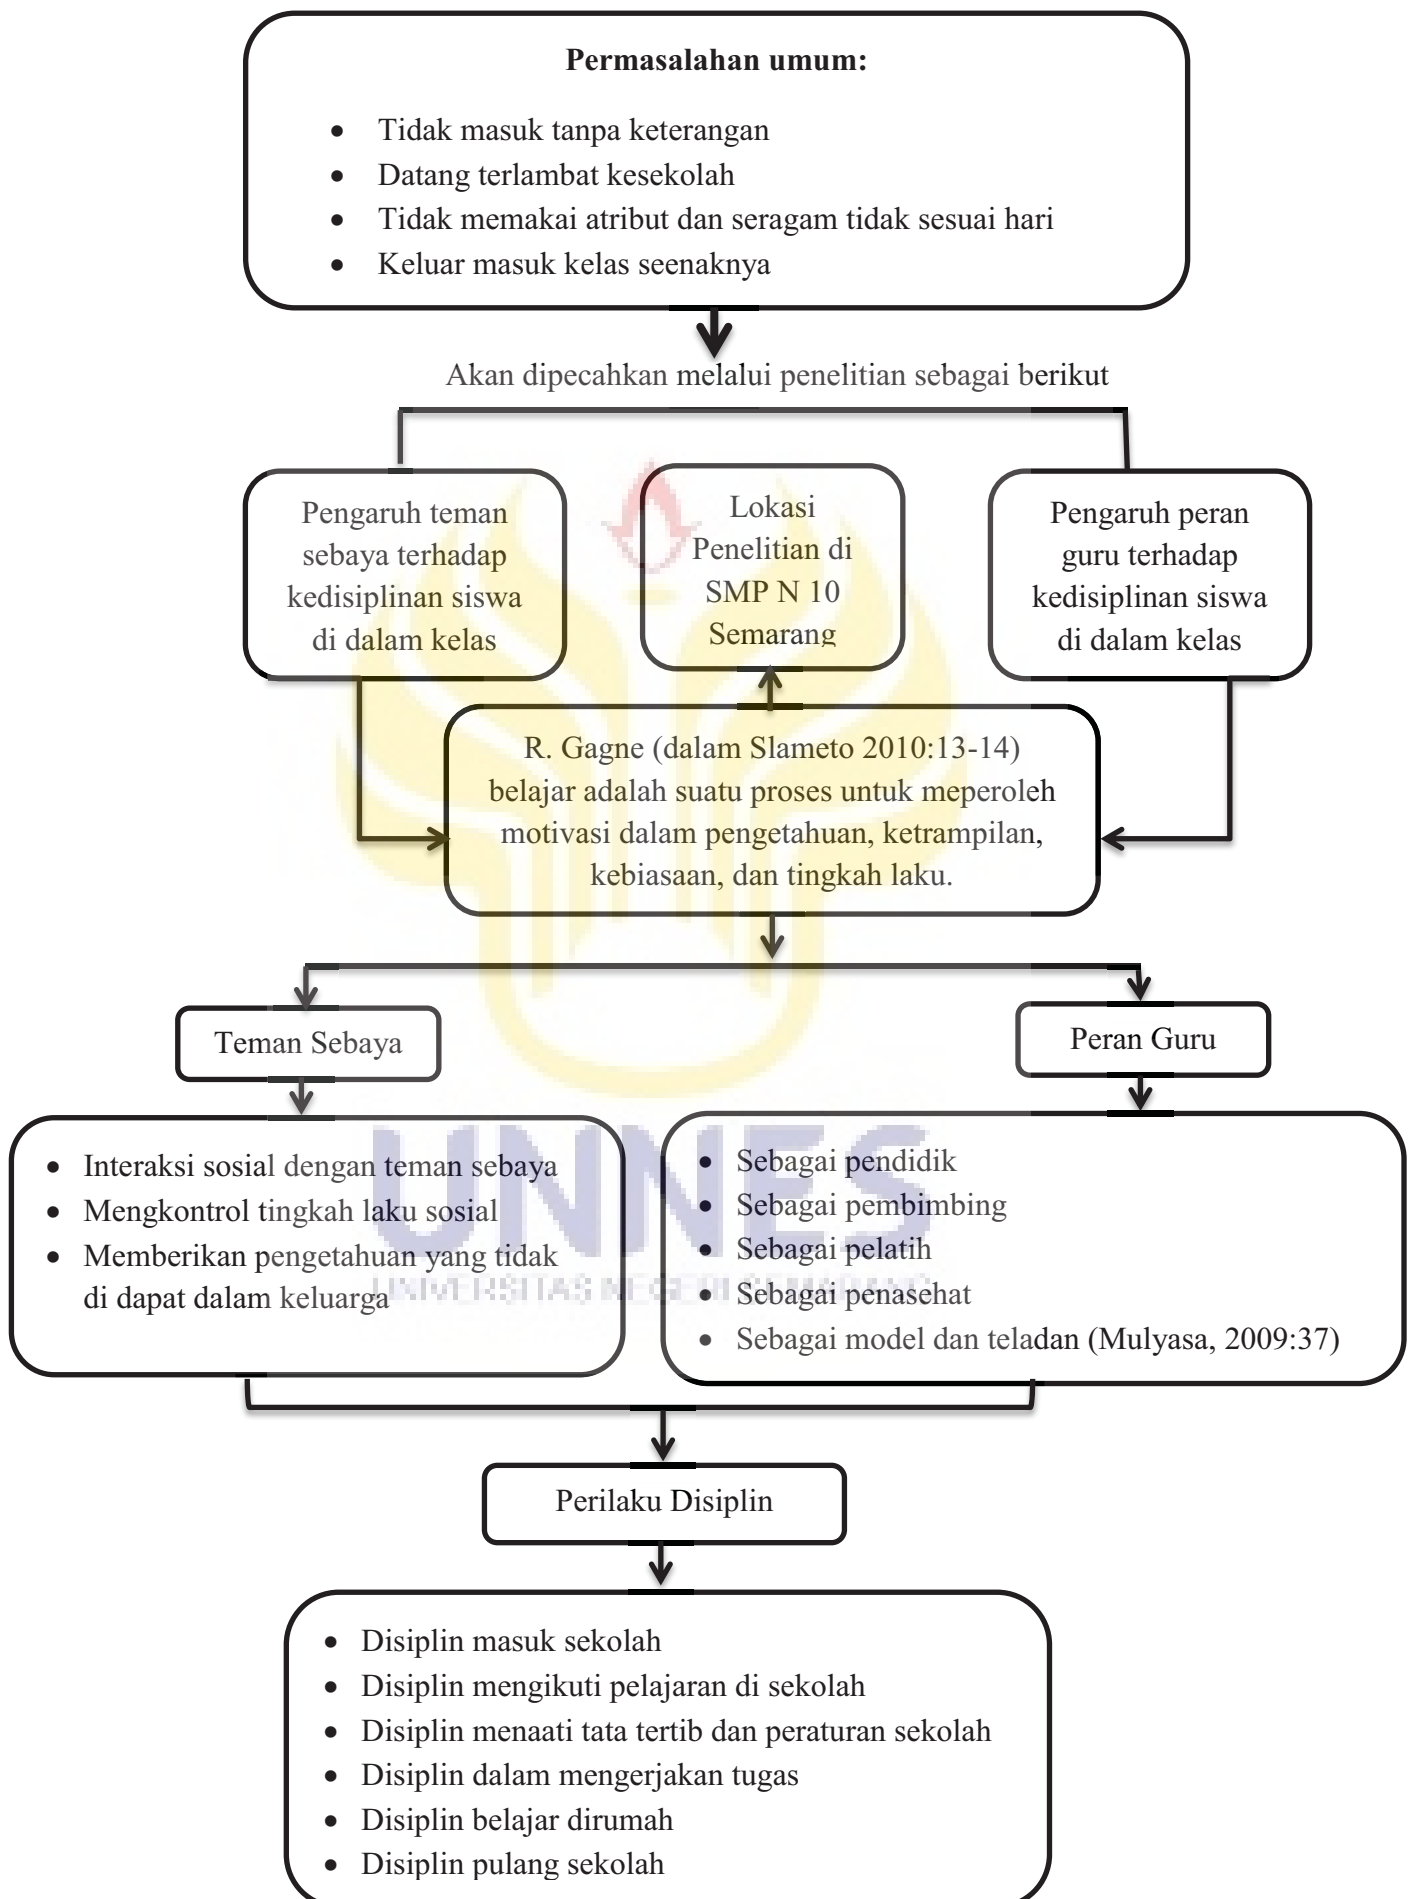 Permasalahan umum:
• Tidak masuk tanpa keterangan
• Datang terlambat kesekolah
• Tidak memakai atribut dan seragam tidak sesuai hari
• Keluar masuk kelas seenaknya
Akan dipecahkan melalui penelitian sebagai berikut
Pengaruh teman
sebaya terhadap
kedisiplinan siswa
di dalam kelas
Lokasi
Penelitian di
SMP N 10
Semarang
Pengaruh peran
guru terhadap
kedisiplinan siswa
di dalam kelas
R. Gagne (dalam Slameto 2010:13-14)
belajar adalah suatu proses untuk meperoleh
motivasi dalam pengetahuan, ketrampilan,
kebiasaan, dan tingkah laku.
Teman Sebaya
Peran Guru
• Interaksi sosial dengan teman sebaya
• Mengkontrol tingkah laku sosial
• Memberikan pengetahuan yang tidak
di dapat dalam keluarga
• Sebagai pendidik
• Sebagai pembimbing
• Sebagai pelatih
• Sebagai penasehat
• Sebagai model dan teladan (Mulyasa, 2009:37)
UNNES
UNIVERSITAS NEGERI SEMARANG
Perilaku Disiplin
• Disiplin masuk sekolah
• Disiplin mengikuti pelajaran di sekolah
• Disiplin menaati tata tertib dan peraturan sekolah
• Disiplin dalam mengerjakan tugas
• Disiplin belajar dirumah
• Disiplin pulang sekolah